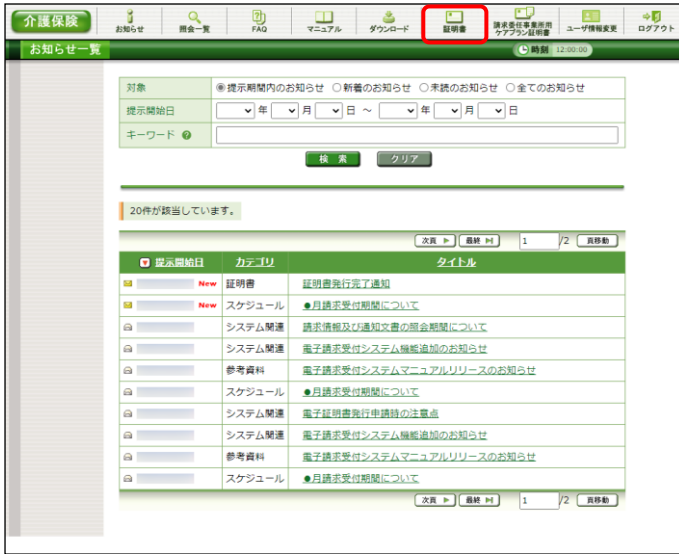 介護保険
お知らせ 照会一覧 FAQ マニュアル ダウンロード 証明書 請求委任事業所用 ケアプラン証明書 ユーザ情報変更 ログアウト
お知らせ一覧 時刻 12:00:00
対象 提示期間内のお知らせ 新着のお知らせ 未読のお知らせ 全てのお知らせ
提示開始日 年 月 日 ～ 年 月 日
キーワード ?
検索 クリア
20件が該当しています。
次頁 最終 1 /2 頁移動
提示開始日 カテゴリ タイトル
New 証明書 証明書発行完了通知
New スケジュール ●月請求受付期間について
システム関連 請求情報及び通知文書の照会期間について
システム関連 電子請求受付システム機能追加のお知らせ
参考資料 電子請求受付システムマニュアルリリースのお知らせ
スケジュール ●月請求受付期間について
システム関連 電子証明書発行申請時の注意点
システム関連 電子請求受付システム機能追加のお知らせ
参考資料 電子請求受付システムマニュアルリリースのお知らせ
スケジュール ●月請求受付期間について
次頁 最終 1 /2 頁移動